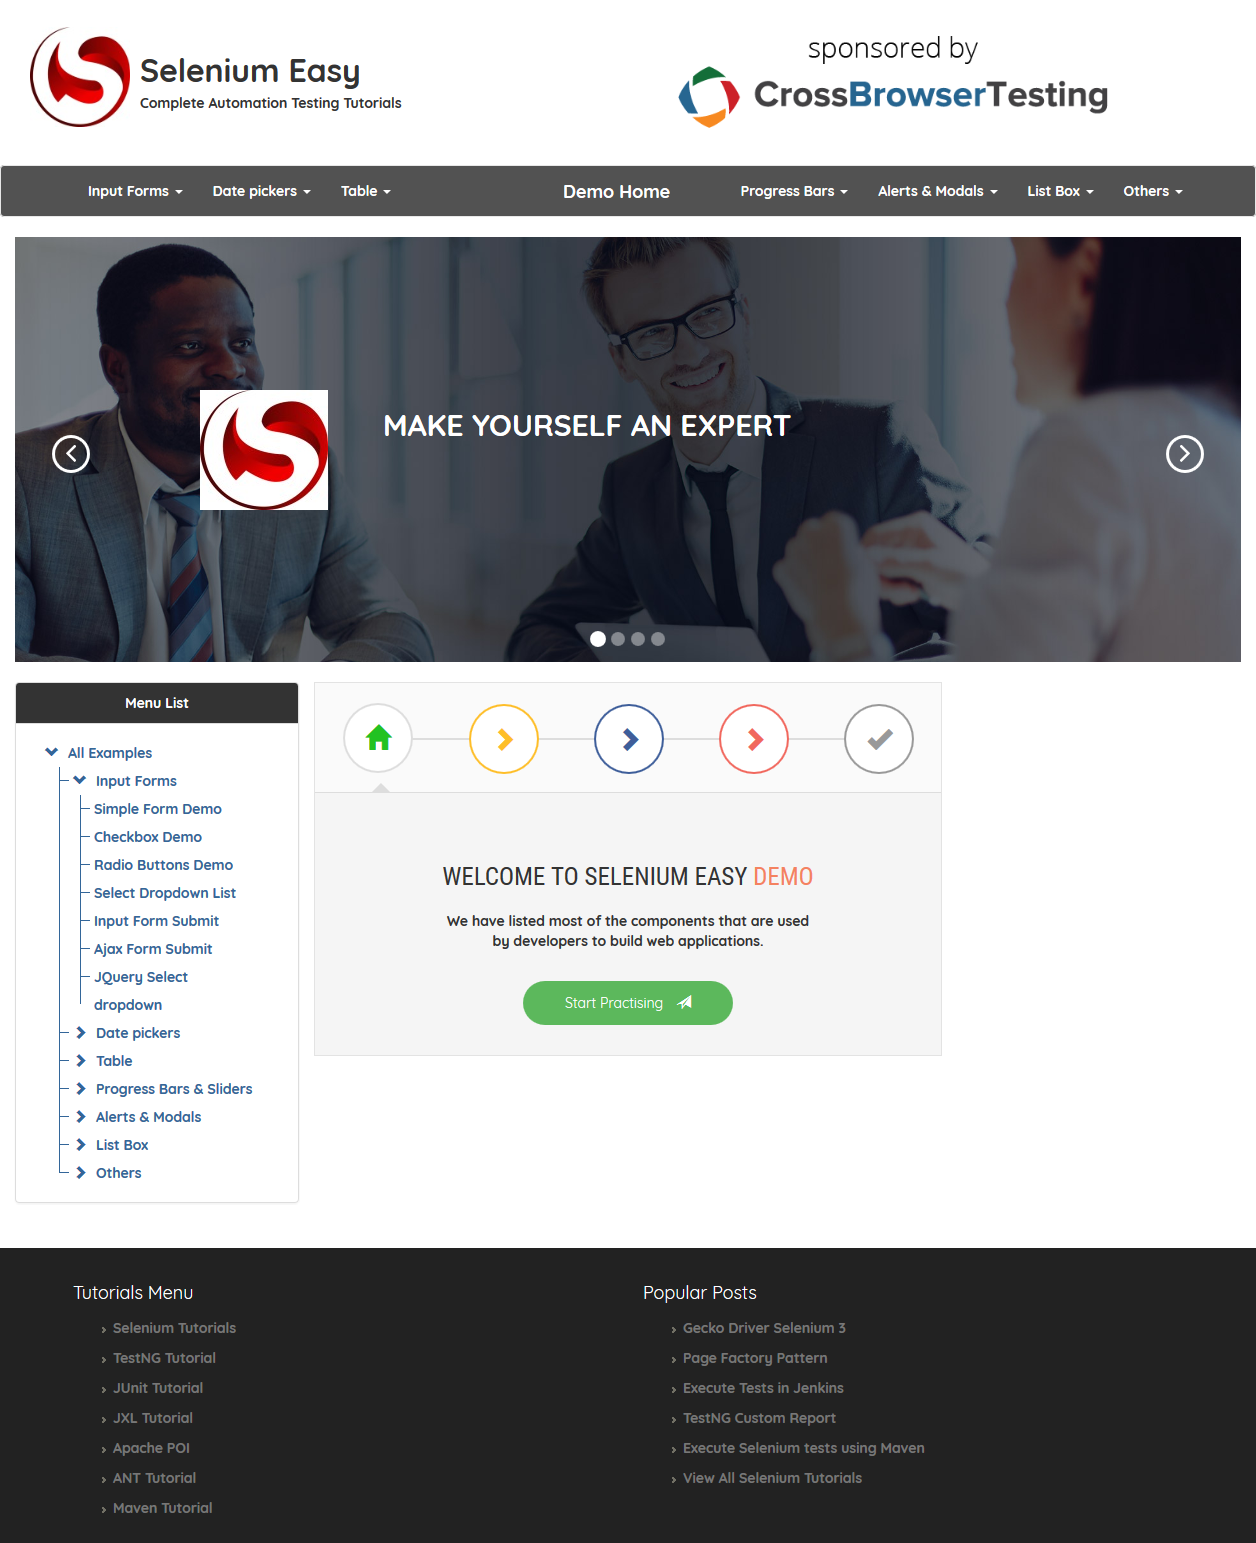 Selenium Easy
Complete Automation Testing Tutorials
sponsored by
CrossBrowserTesting
Input Forms
Date pickers
Table
Demo Home
Progress Bars
Alerts & Modals
List Box
Others
MAKE YOURSELF AN EXPERT
Menu List
All Examples
Input Forms
Simple Form Demo
Checkbox Demo
Radio Buttons Demo
Select Dropdown List
Input Form Submit
Ajax Form Submit
JQuery Select
dropdown
Date pickers
Table
Progress Bars & Sliders
Alerts & Modals
List Box
Others
WELCOME TO SELENIUM EASY DEMO
We have listed most of the components that are used
by developers to build web applications.
Start Practising
Tutorials Menu
Selenium Tutorials
TestNG Tutorial
JUnit Tutorial
JXL Tutorial
Apache POI
ANT Tutorial
Maven Tutorial
Popular Posts
Gecko Driver Selenium 3
Page Factory Pattern
Execute Tests in Jenkins
TestNG Custom Report
Execute Selenium tests using Maven
View All Selenium Tutorials